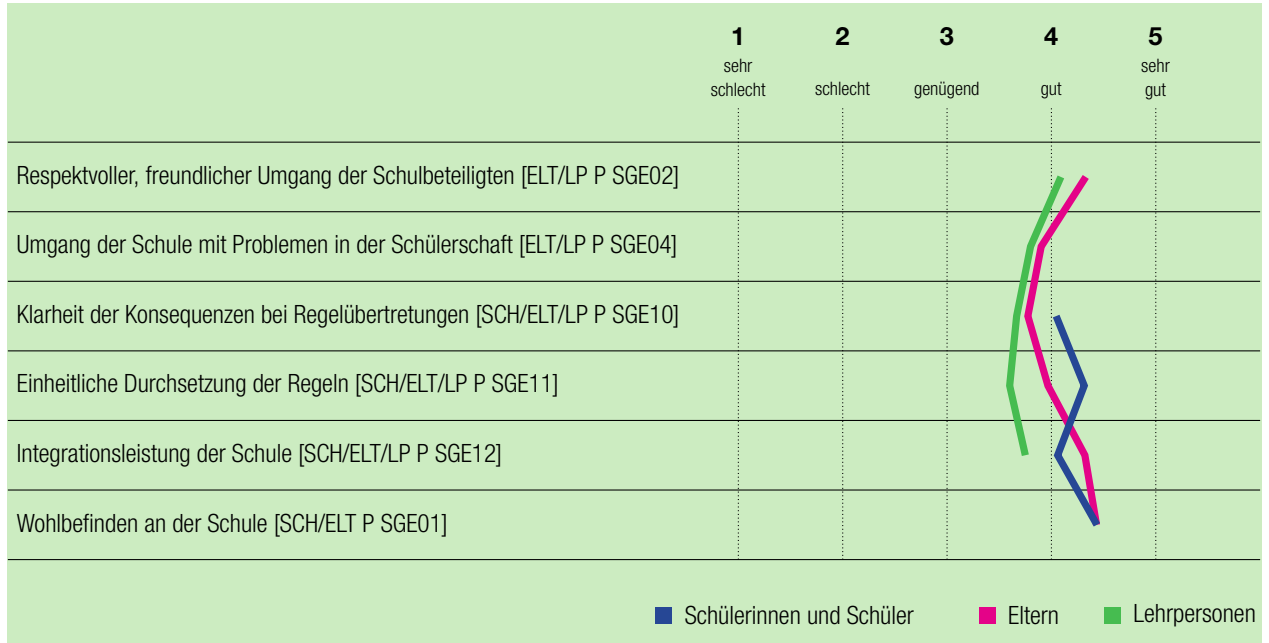 1 2 3 4 5
sehr schlecht schlecht genügend gut sehr gut
Respektvoller, freundlicher Umgang der Schulbeteiligten [ELT/LP P SGE02]
Umgang der Schule mit Problemen in der Schülerschaft [ELT/LP P SGE04]
Klarheit der Konsequenzen bei Regelübertretungen [SCH/ELT/LP P SGE10]
Einheitliche Durchsetzung der Regeln [SCH/ELT/LP P SGE11]
Integrationsleistung der Schule [SCH/ELT/LP P SGE12]
Wohlbefinden an der Schule [SCH/ELT P SGE01]
Schülerinnen und Schüler Eltern Lehrpersonen